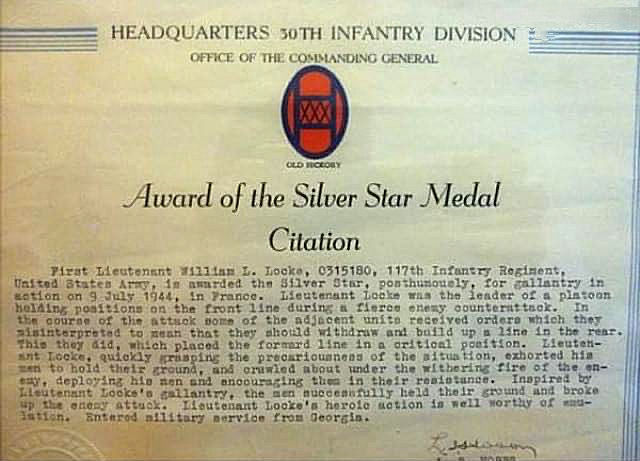 HEADQUARTERS 30TH INFANTRY DIVISION
OFFICE OF THE COMMANDING GENERAL
XXX
OLD HICKORY
Award of the Silver Star Medal
Citation
First Lieutenant William L. Locke, 0315180, 117th Infantry Regiment,
United States Army, is awarded the Silver Star, posthumously, for gallantry in
action on 9 July 1944, in France. Lieutenant Locke was the leader of a platoon
holding positions on the front line during a fierce enemy counterattack. In
the course of the attack some of the adjacent units received orders which they
misinterpreted to mean that they should withdraw and build up a line in the rear.
This they did, which placed the forward line in a critical position. Lieuten-
ant Locke, quickly grasping the precariousness of the situation, exhorted his
men to hold their ground, and crawled about under the withering fire of the en-
emy, deploying his men and encouraging them in their resistance. Inspired by
Lieutenant Locke's gallantry, the men successfully held their ground and broke
up the enemy attack. Lieutenant Locke's heroic action is well worthy of emu-
lation. Entered military service from Georgia.